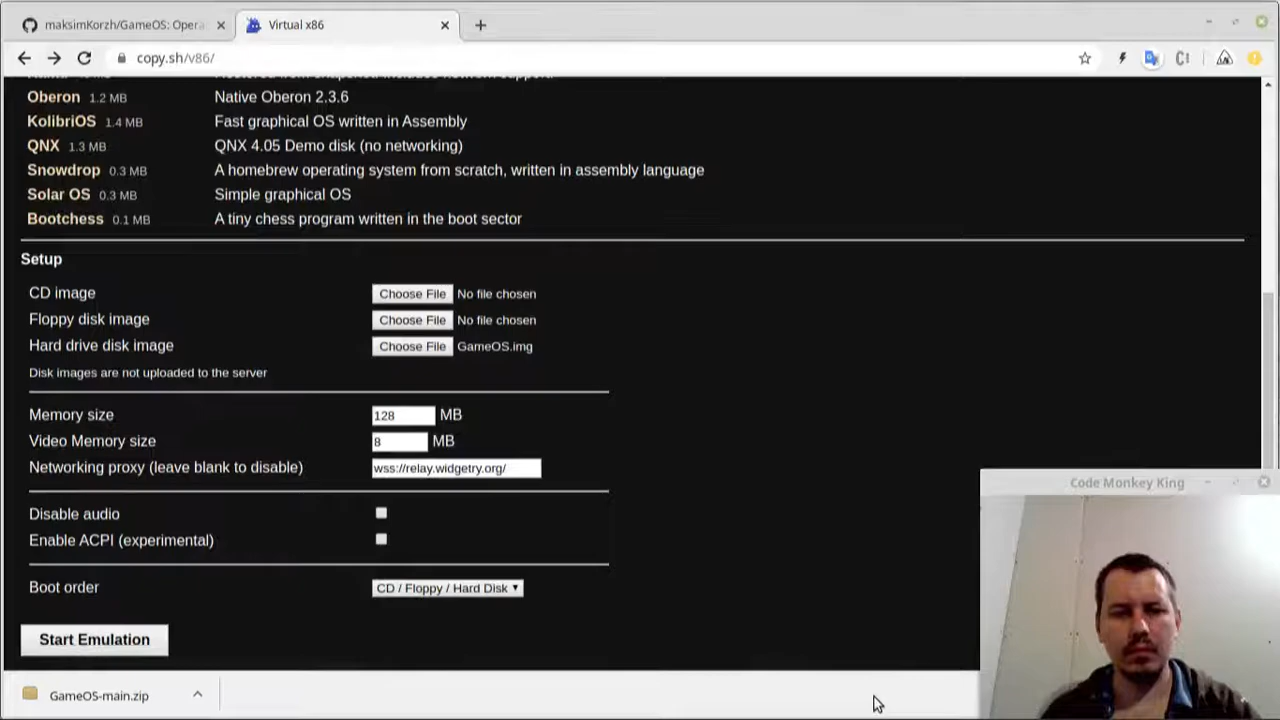 maksimKorzh/GameOS: Opera
Virtual x86
copy.sh/v86/
Oberon 1.2 MB Native Oberon 2.3.6
KolibriOS 1.4 MB Fast graphical OS written in Assembly
QNX 1.3 MB QNX 4.05 Demo disk (no networking)
Snowdrop 0.3 MB A homebrew operating system from scratch, written in assembly language
Solar OS 0.3 MB Simple graphical OS
Bootchess 0.1 MB A tiny chess program written in the boot sector
Setup
CD image Choose File No file chosen
Floppy disk image Choose File No file chosen
Hard drive disk image Choose File GameOS.img
Disk images are not uploaded to the server
Memory size 128 MB
Video Memory size 8 MB
Networking proxy (leave blank to disable) wss://relay.widgetry.org/
Disable audio
Enable ACPI (experimental)
Boot order CD / Floppy / Hard Disk
Start Emulation
Code Monkey King
GameOS-main.zip